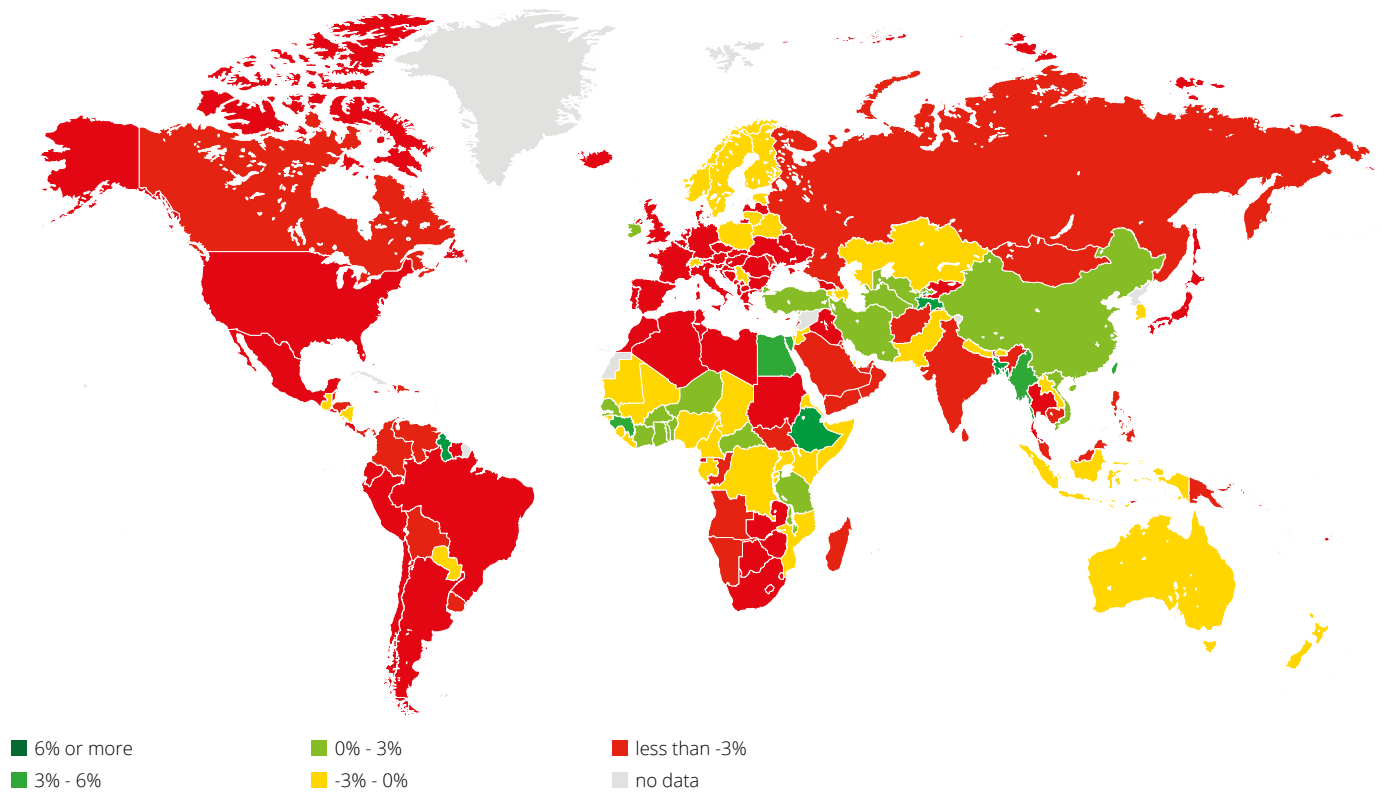 6% or more
3% - 6%
0% - 3%
-3% - 0%
less than -3%
no data